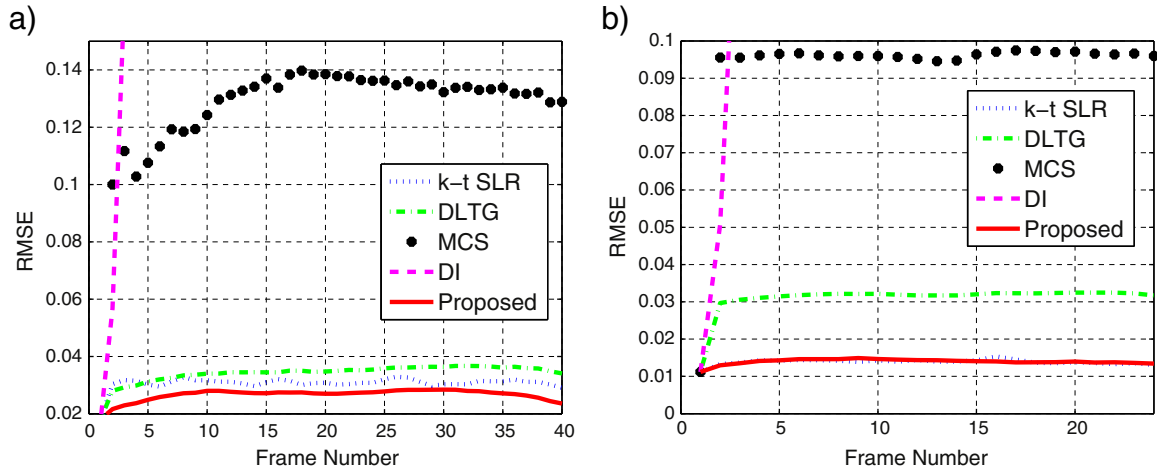 a)
0.14
0.12
0.1
0.08
0.06
0.04
0.02
RMSE
0 5 10 15 20 25 30 35 40
Frame Number
k-t SLR
DLTG
MCS
DI
Proposed
b)
0.1
0.09
0.08
0.07
0.06
0.05
0.04
0.03
0.02
0.01
0
RMSE
0 5 10 15 20
Frame Number
k-t SLR
DLTG
MCS
DI
Proposed